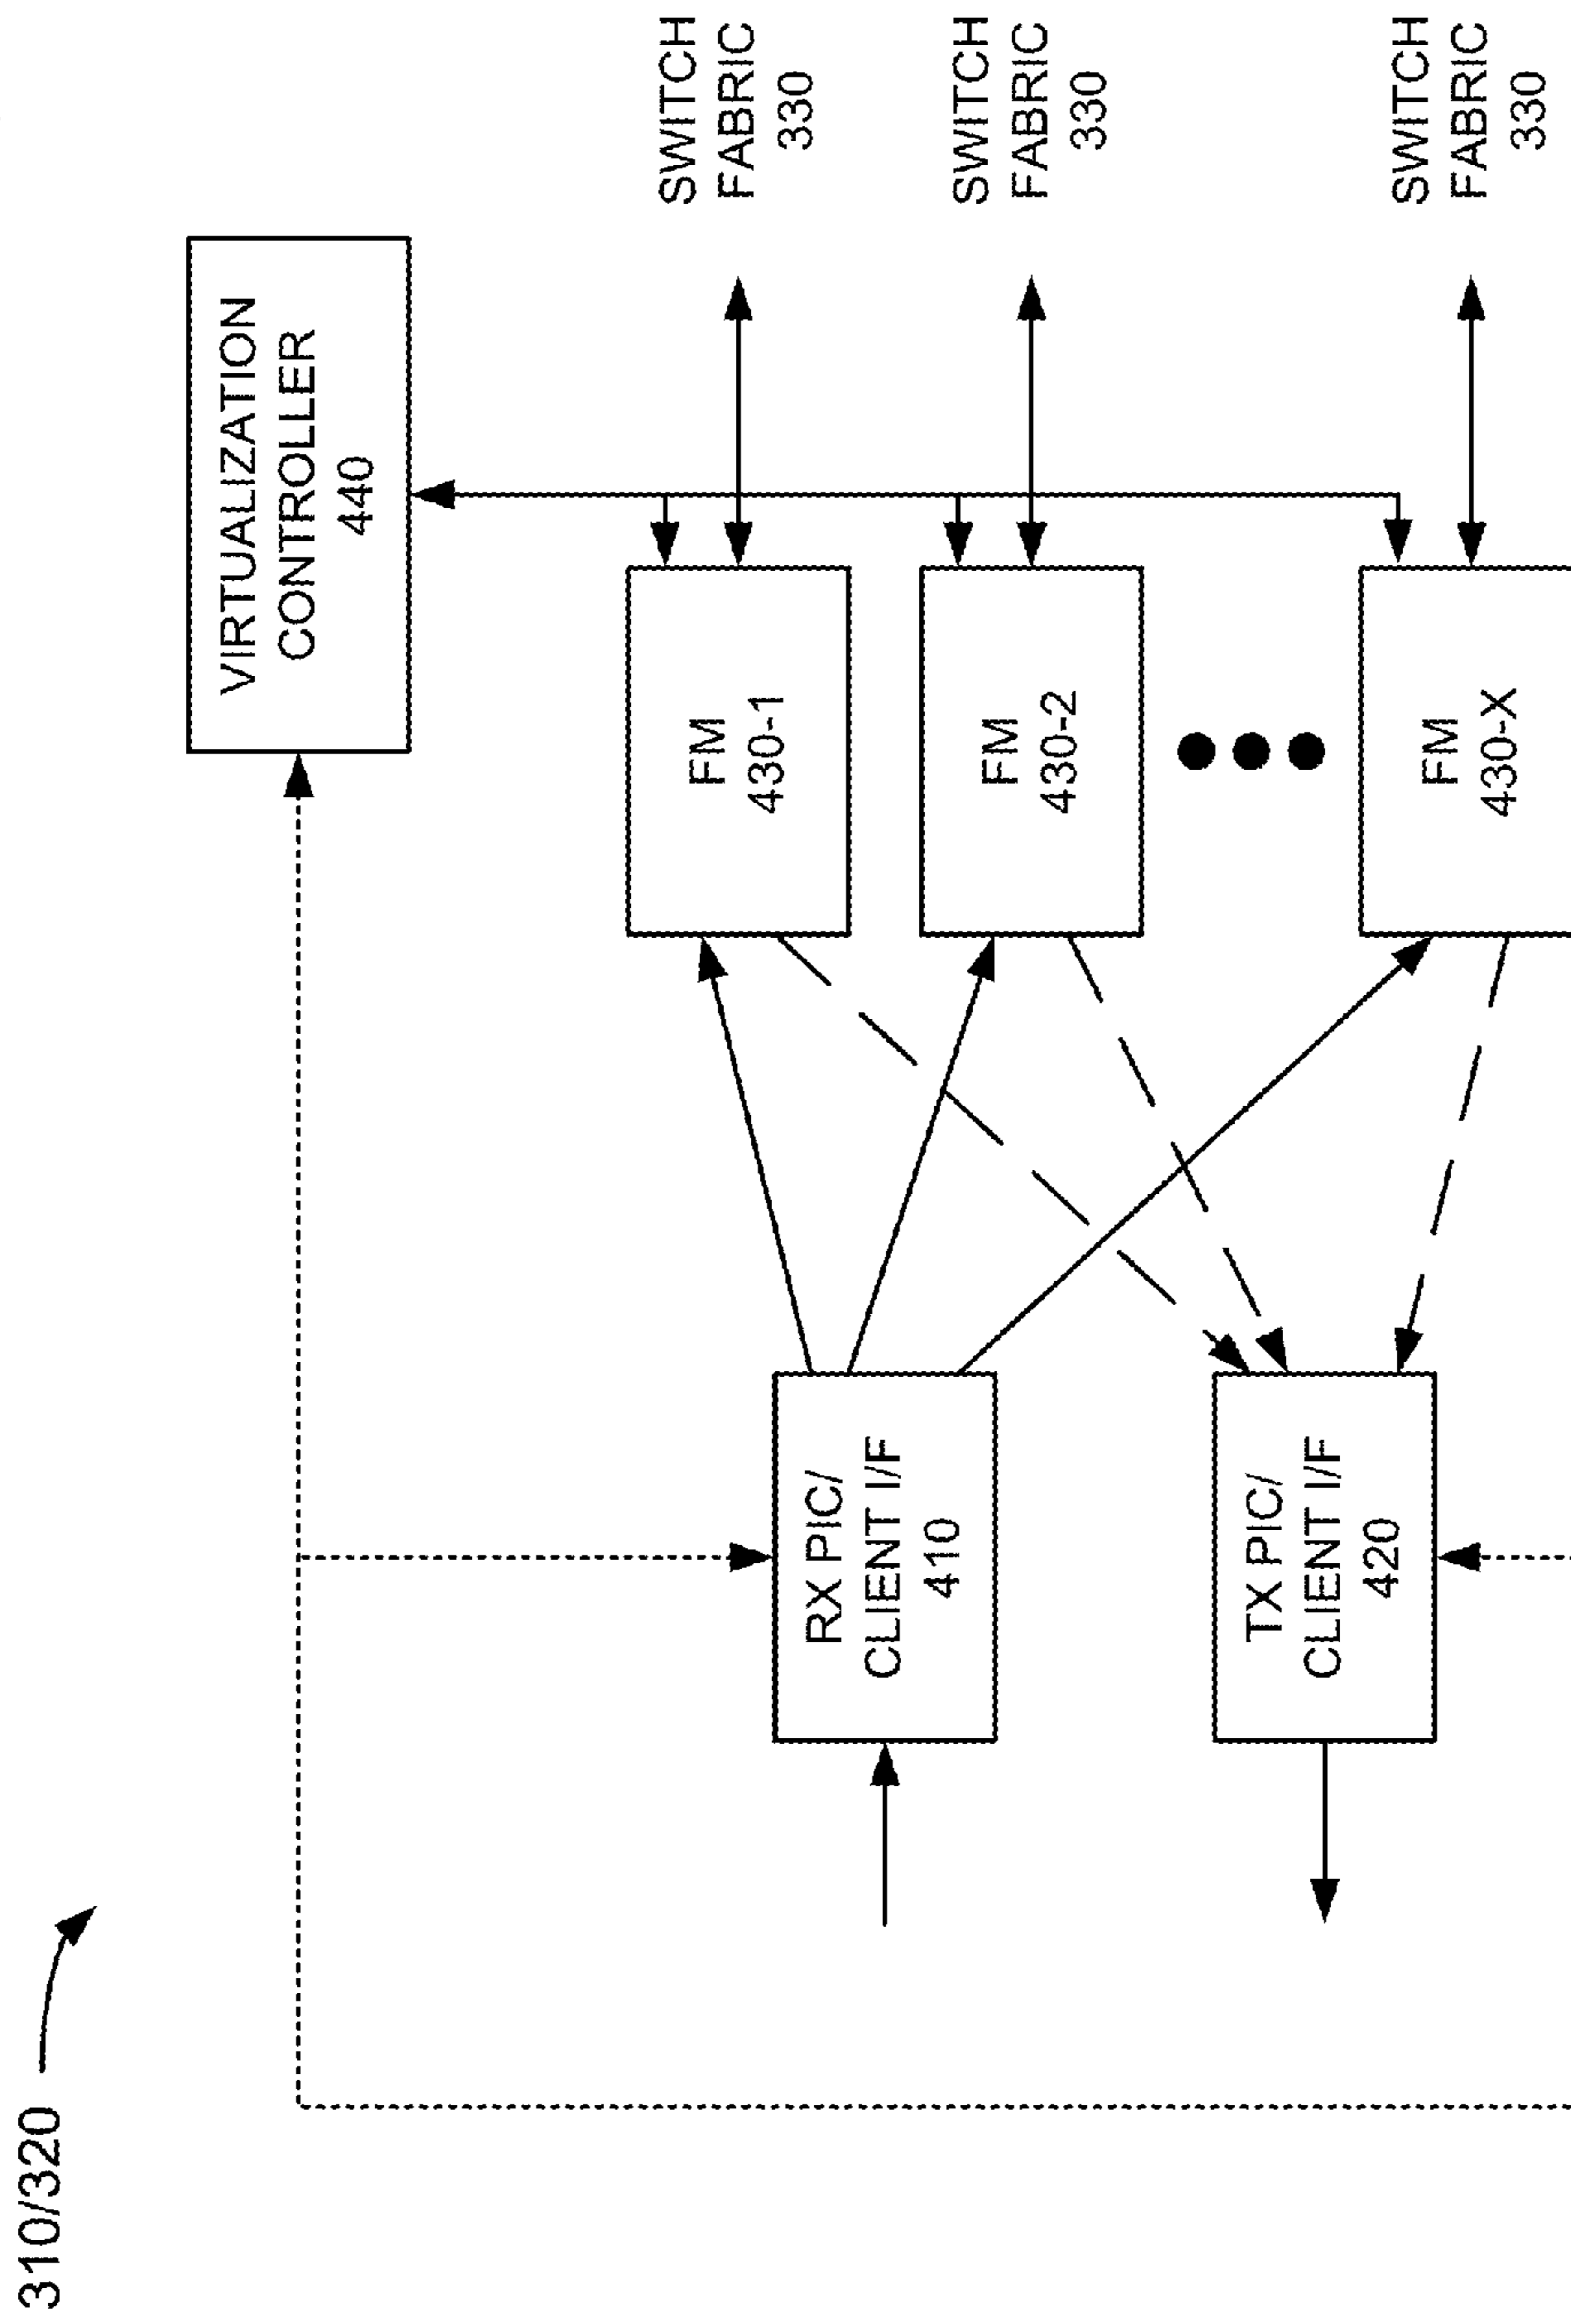 310/320
VIRTUALIZATION
CONTROLLER
440
RX PIC/
CLIENT I/F
410
FM
430-1
SWITCH
FABRIC
330
FM
430-2
SWITCH
FABRIC
330
TX PIC/
CLIENT I/F
420
FM
430-X
SWITCH
FABRIC
330